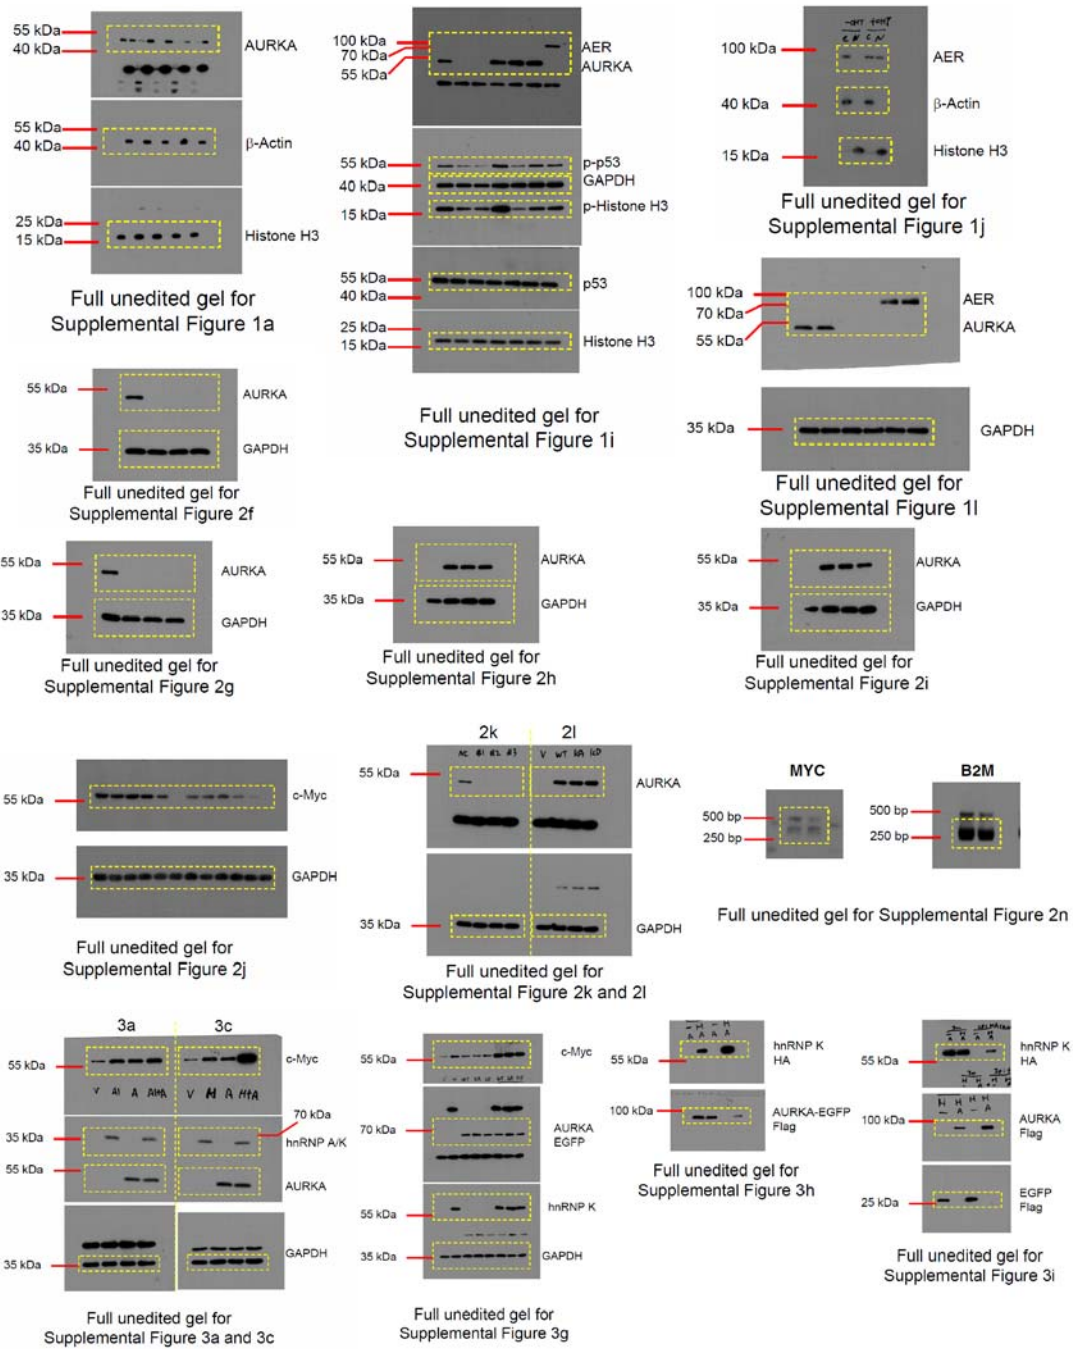 55 kDa
40 kDa
AURKA
55 kDa
40 kDa
β-Actin
25 kDa
15 kDa
Histone H3
Full unedited gel for
Supplemental Figure 1a
100 kDa
70 kDa
55 kDa
AER
AURKA
55 kDa
40 kDa
15 kDa
p-p53
GAPDH
p-Histone H3
55 kDa
40 kDa
p53
25 kDa
15 kDa
Histone H3
Full unedited gel for
Supplemental Figure 1i
C N C N
100 kDa
AER
40 kDa
β-Actin
15 kDa
Histone H3
Full unedited gel for
Supplemental Figure 1j
100 kDa
70 kDa
55 kDa
AER
AURKA
35 kDa
GAPDH
Full unedited gel for
Supplemental Figure 1l
55 kDa
AURKA
35 kDa
GAPDH
Full unedited gel for
Supplemental Figure 2f
55 kDa
AURKA
35 kDa
GAPDH
Full unedited gel for
Supplemental Figure 2g
55 kDa
AURKA
35 kDa
GAPDH
Full unedited gel for
Supplemental Figure 2h
55 kDa
AURKA
35 kDa
GAPDH
Full unedited gel for
Supplemental Figure 2i
55 kDa
c-Myc
35 kDa
GAPDH
Full unedited gel for
Supplemental Figure 2j
2k 2l
NC #1 #2 #3 V WT KA KD
55 kDa
AURKA
35 kDa
GAPDH
Full unedited gel for
Supplemental Figure 2k and 2l
MYC
500 bp
250 bp
B2M
500 bp
250 bp
Full unedited gel for Supplemental Figure 2n
3a 3c
55 kDa
c-Myc
V A1 A A1+A V H A H+A
70 kDa
35 kDa
hnRNP A/K
55 kDa
AURKA
35 kDa
GAPDH
Full unedited gel for
Supplemental Figure 3a and 3c
55 kDa
c-Myc
70 kDa
AURKA
EGFP
55 kDa
hnRNP K
35 kDa
GAPDH
Full unedited gel for
Supplemental Figure 3g
55 kDa
hnRNP K
HA
100 kDa
AURKA-EGFP
Flag
Full unedited gel for
Supplemental Figure 3h
55 kDa
hnRNP K
HA
100 kDa
AURKA
Flag
25 kDa
EGFP
Flag
Full unedited gel for
Supplemental Figure 3i